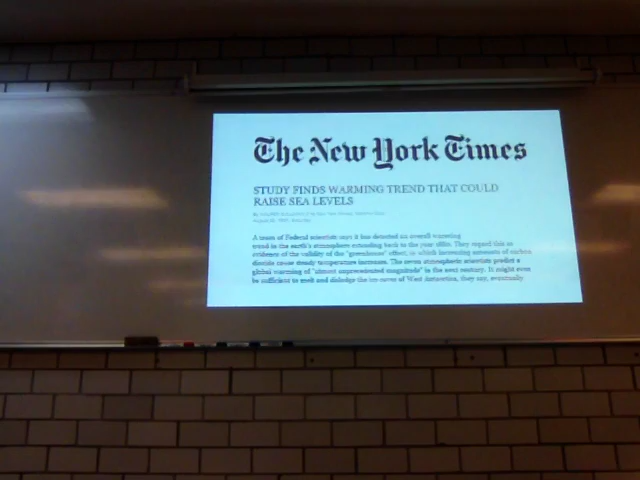 The New York Times
STUDY FINDS WARMING TREND THAT COULD
RAISE SEA LEVELS
A team of Federal scientists says it has detected an overall warming
trend in the earth's atmosphere extending back to the year 1880. They regard this as
evidence of the validity of the "greenhouse" effect, in which increasing amounts of carbon
dioxide cause steady temperature increases. The seven atmospheric scientists predict a
global warming of "almost unprecedented magnitude" in the next century. It might even
be sufficient to melt and dislodge the ice cover of West Antarctica, they say, eventually